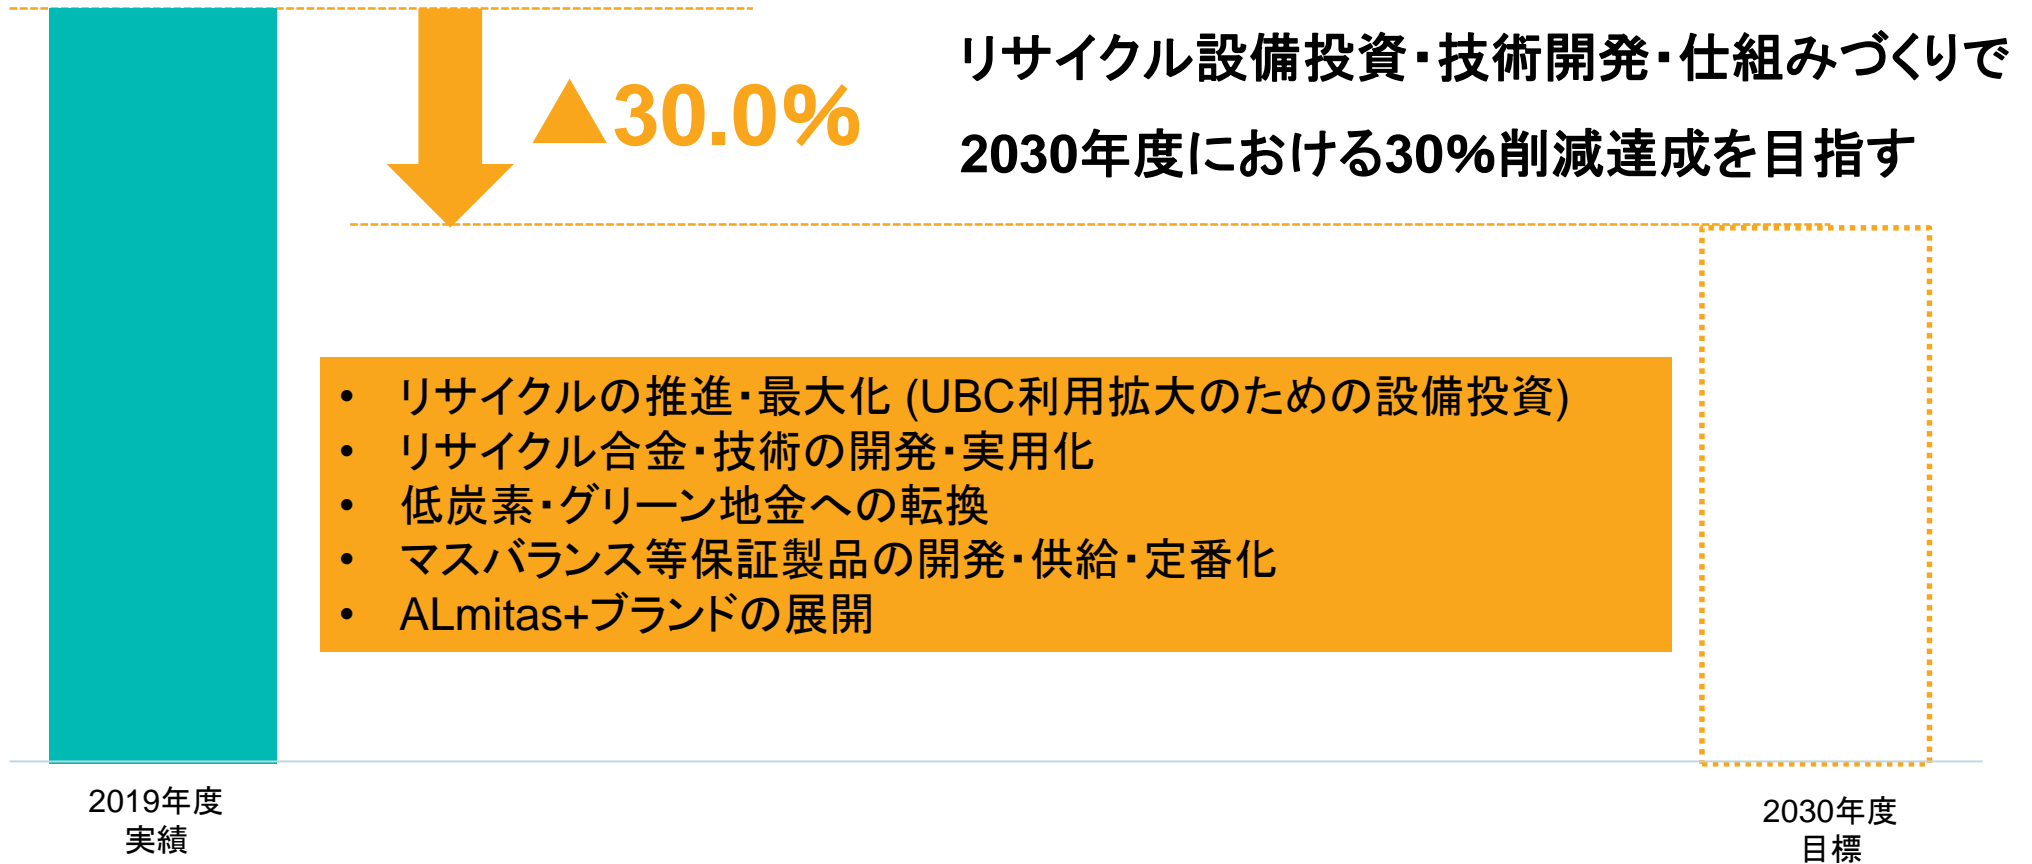 リサイクル設備投資・技術開発・仕組みづくりで
2030年度における30%削減達成を目指す
▲30.0%
• リサイクルの推進・最大化 (UBC利用拡大のための設備投資)
• リサイクル合金・技術の開発・実用化
• 低炭素・グリーン地金への転換
• マスバランス等保証製品の開発・供給・定番化
• ALmitas+ブランドの展開
2019年度
実績
2030年度
目標